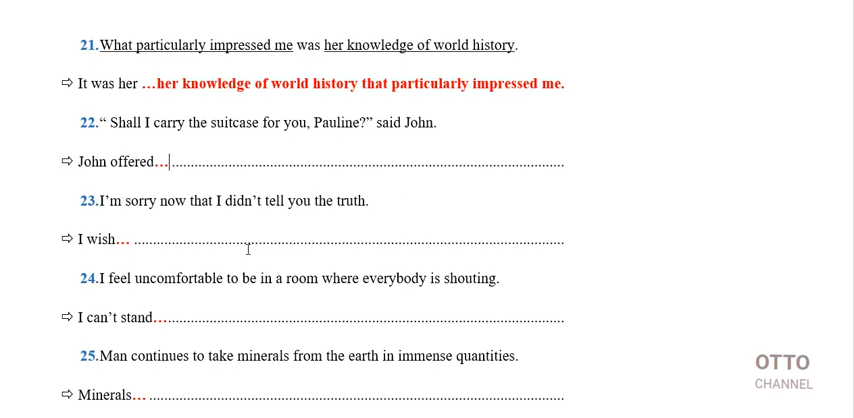 21.What particularly impressed me was her knowledge of world history.
⇨ It was her …her knowledge of world history that particularly impressed me.
22.“ Shall I carry the suitcase for you, Pauline?” said John.
⇨ John offered…....................................................................................................
23.I’m sorry now that I didn’t tell you the truth.
⇨ I wish… .............................................................................................................
24.I feel uncomfortable to be in a room where everybody is shouting.
⇨ I can’t stand…....................................................................................................
25.Man continues to take minerals from the earth in immense quantities.
⇨ Minerals… .........................................................................................................
OTTO
CHANNEL